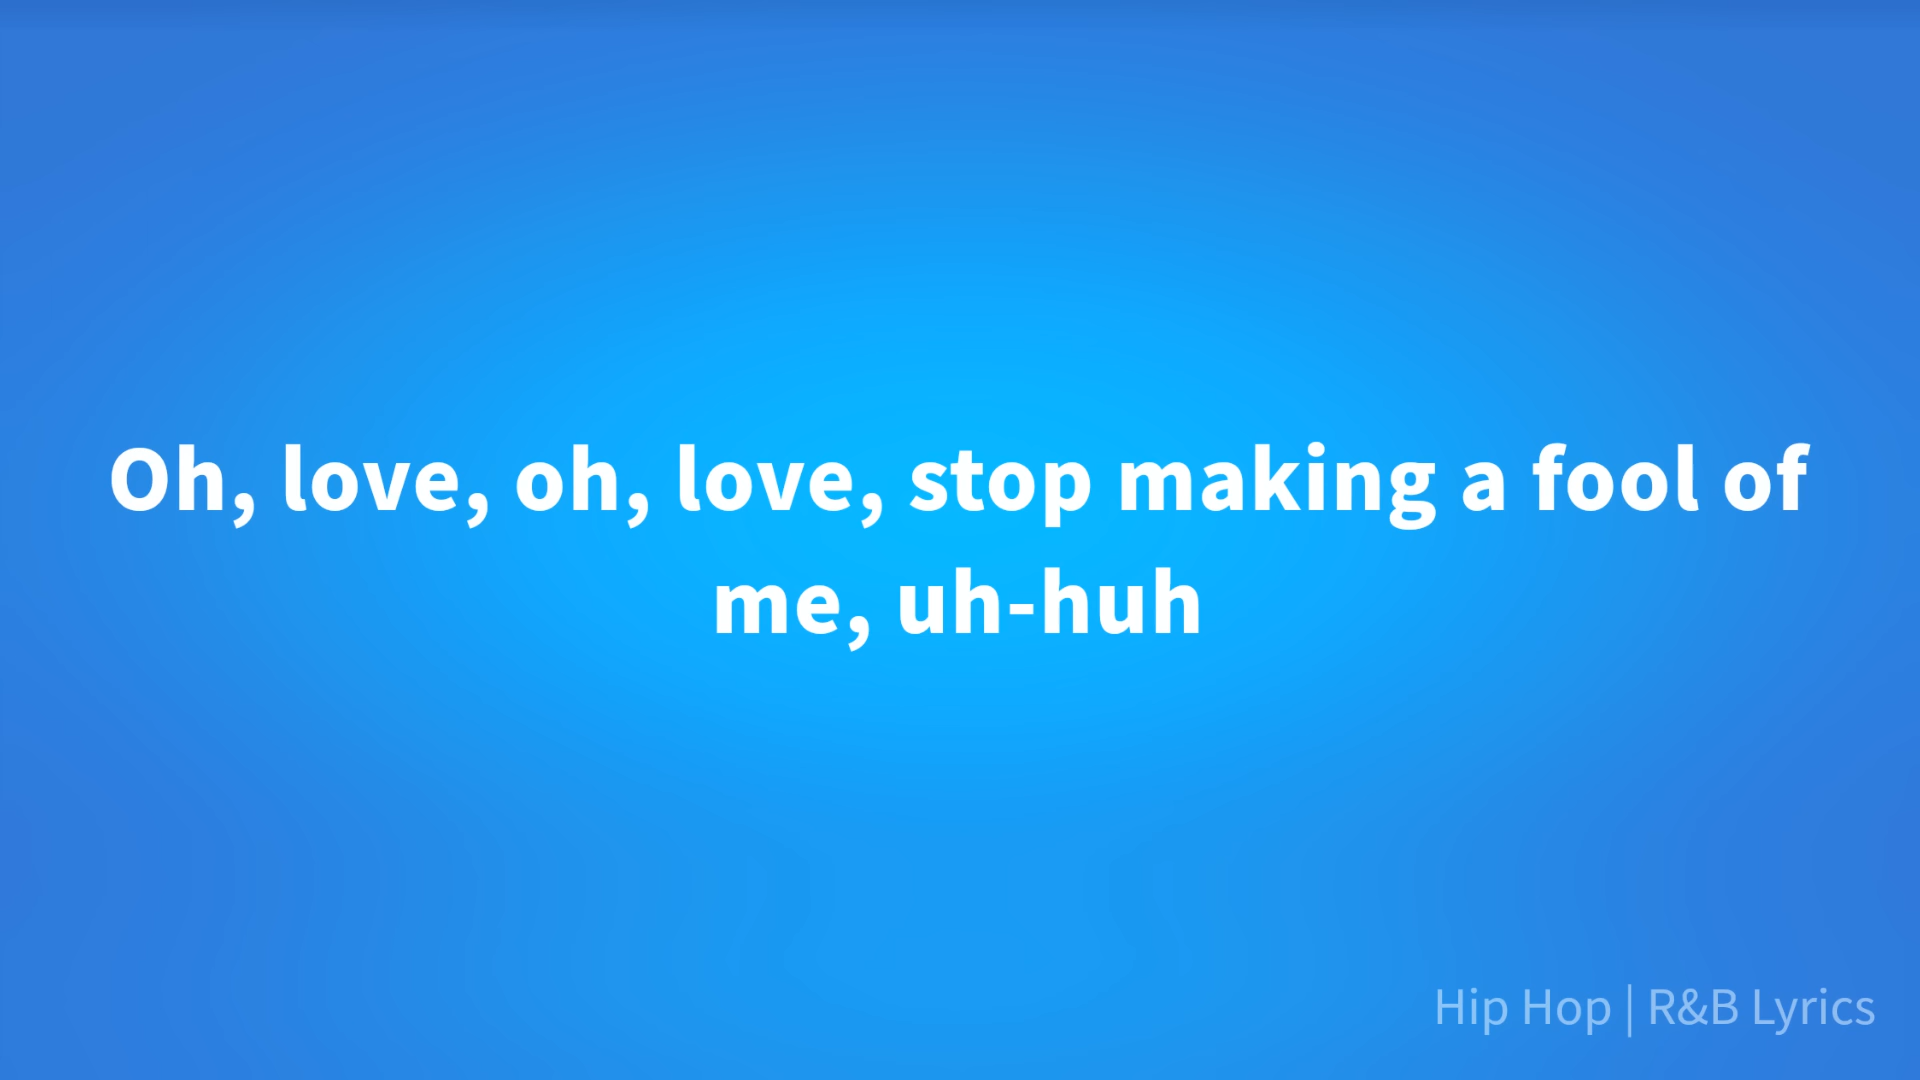 Oh, love, oh, love, stop making a fool of
me, uh-huh
Hip Hop | R&B Lyrics